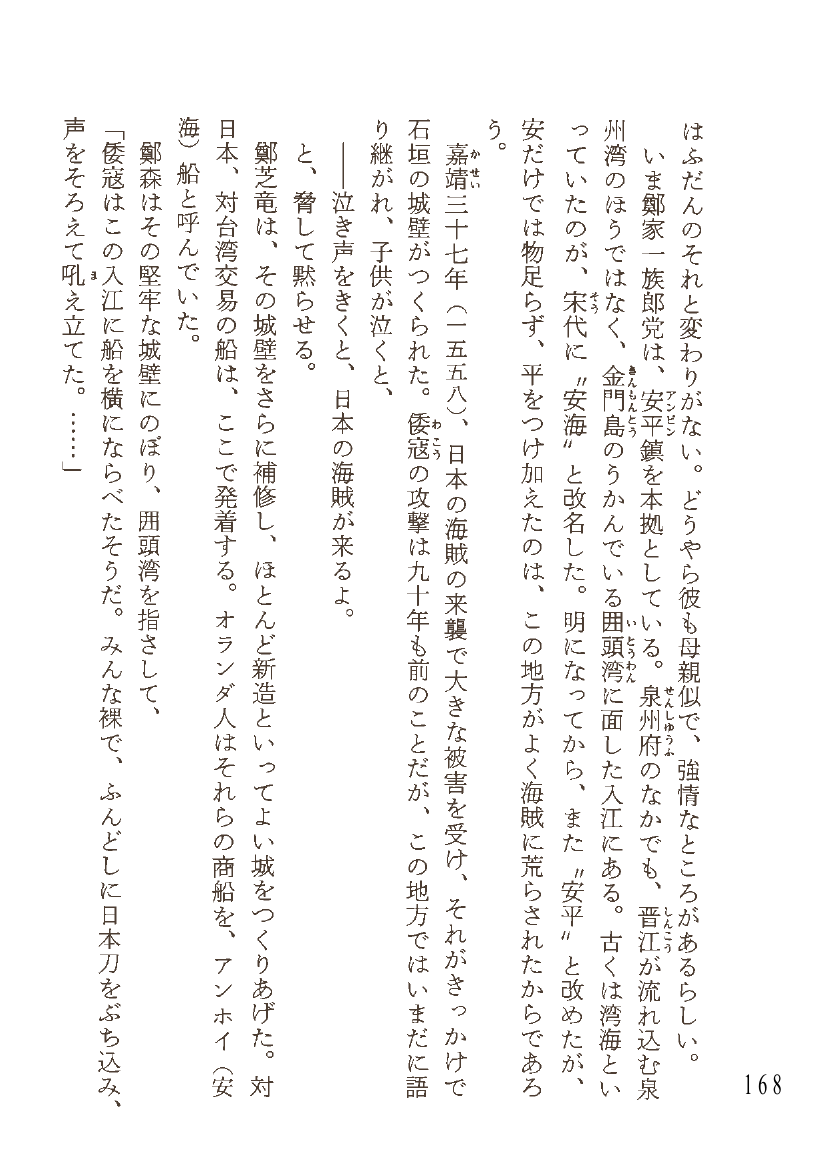 はふだんのそれと変わりがない。どうやら彼も母親似で、強情なところがあるらしい。
いま鄭家一族郎党は、安平鎮を本拠としている。泉州府のなかでも、晋江が流れ込む泉
州湾のほうではなく、金門島のうかんでいる囲頭湾に面した入江にある。古くは湾海とい
っていたのが、宋代に〝安海〟と改名した。明になってから、また〝安平〟と改めたが、
安だけでは物足らず、平をつけ加えたのは、この地方がよく海賊に荒らされたからであろ
う。
嘉靖三十七年（一五五八）、日本の海賊の来襲で大きな被害を受け、それがきっかけで
石垣の城壁がつくられた。倭寇の攻撃は九十年も前のことだが、この地方ではいまだに語
り継がれ、子供が泣くと、
――泣き声をきくと、日本の海賊が来るよ。
と、脅して黙らせる。
鄭芝竜は、その城壁をさらに補修し、ほとんど新造といってよい城をつくりあげた。対
日本、対台湾交易の船は、ここで発着する。オランダ人はそれらの商船を、アンホイ（安
海）船と呼んでいた。
鄭森はその堅牢な城壁にのぼり、囲頭湾を指さして、
「倭寇はこの入江に船を横にならべたそうだ。みんな裸で、ふんどしに日本刀をぶち込み、
声をそろえて吼え立てた。……」
168